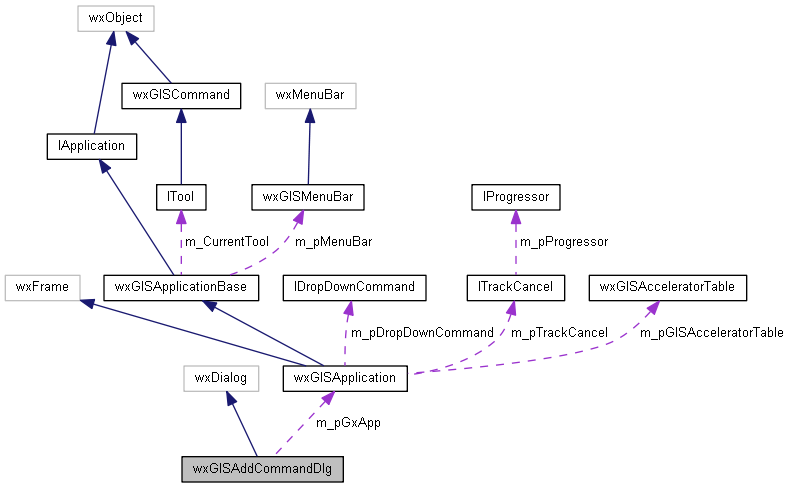 wxObject
wxGISCommand
wxMenuBar
IApplication
ITool
wxGISMenuBar
IProgressor
m_CurrentTool
m_pMenuBar
m_pProgressor
wxFrame
wxGISApplicationBase
IDropDownCommand
ITrackCancel
wxGISAcceleratorTable
m_pDropDownCommand
m_pTrackCancel
m_pGISAcceleratorTable
wxDialog
wxGISApplication
m_pGxApp
wxGISAddCommandDlg